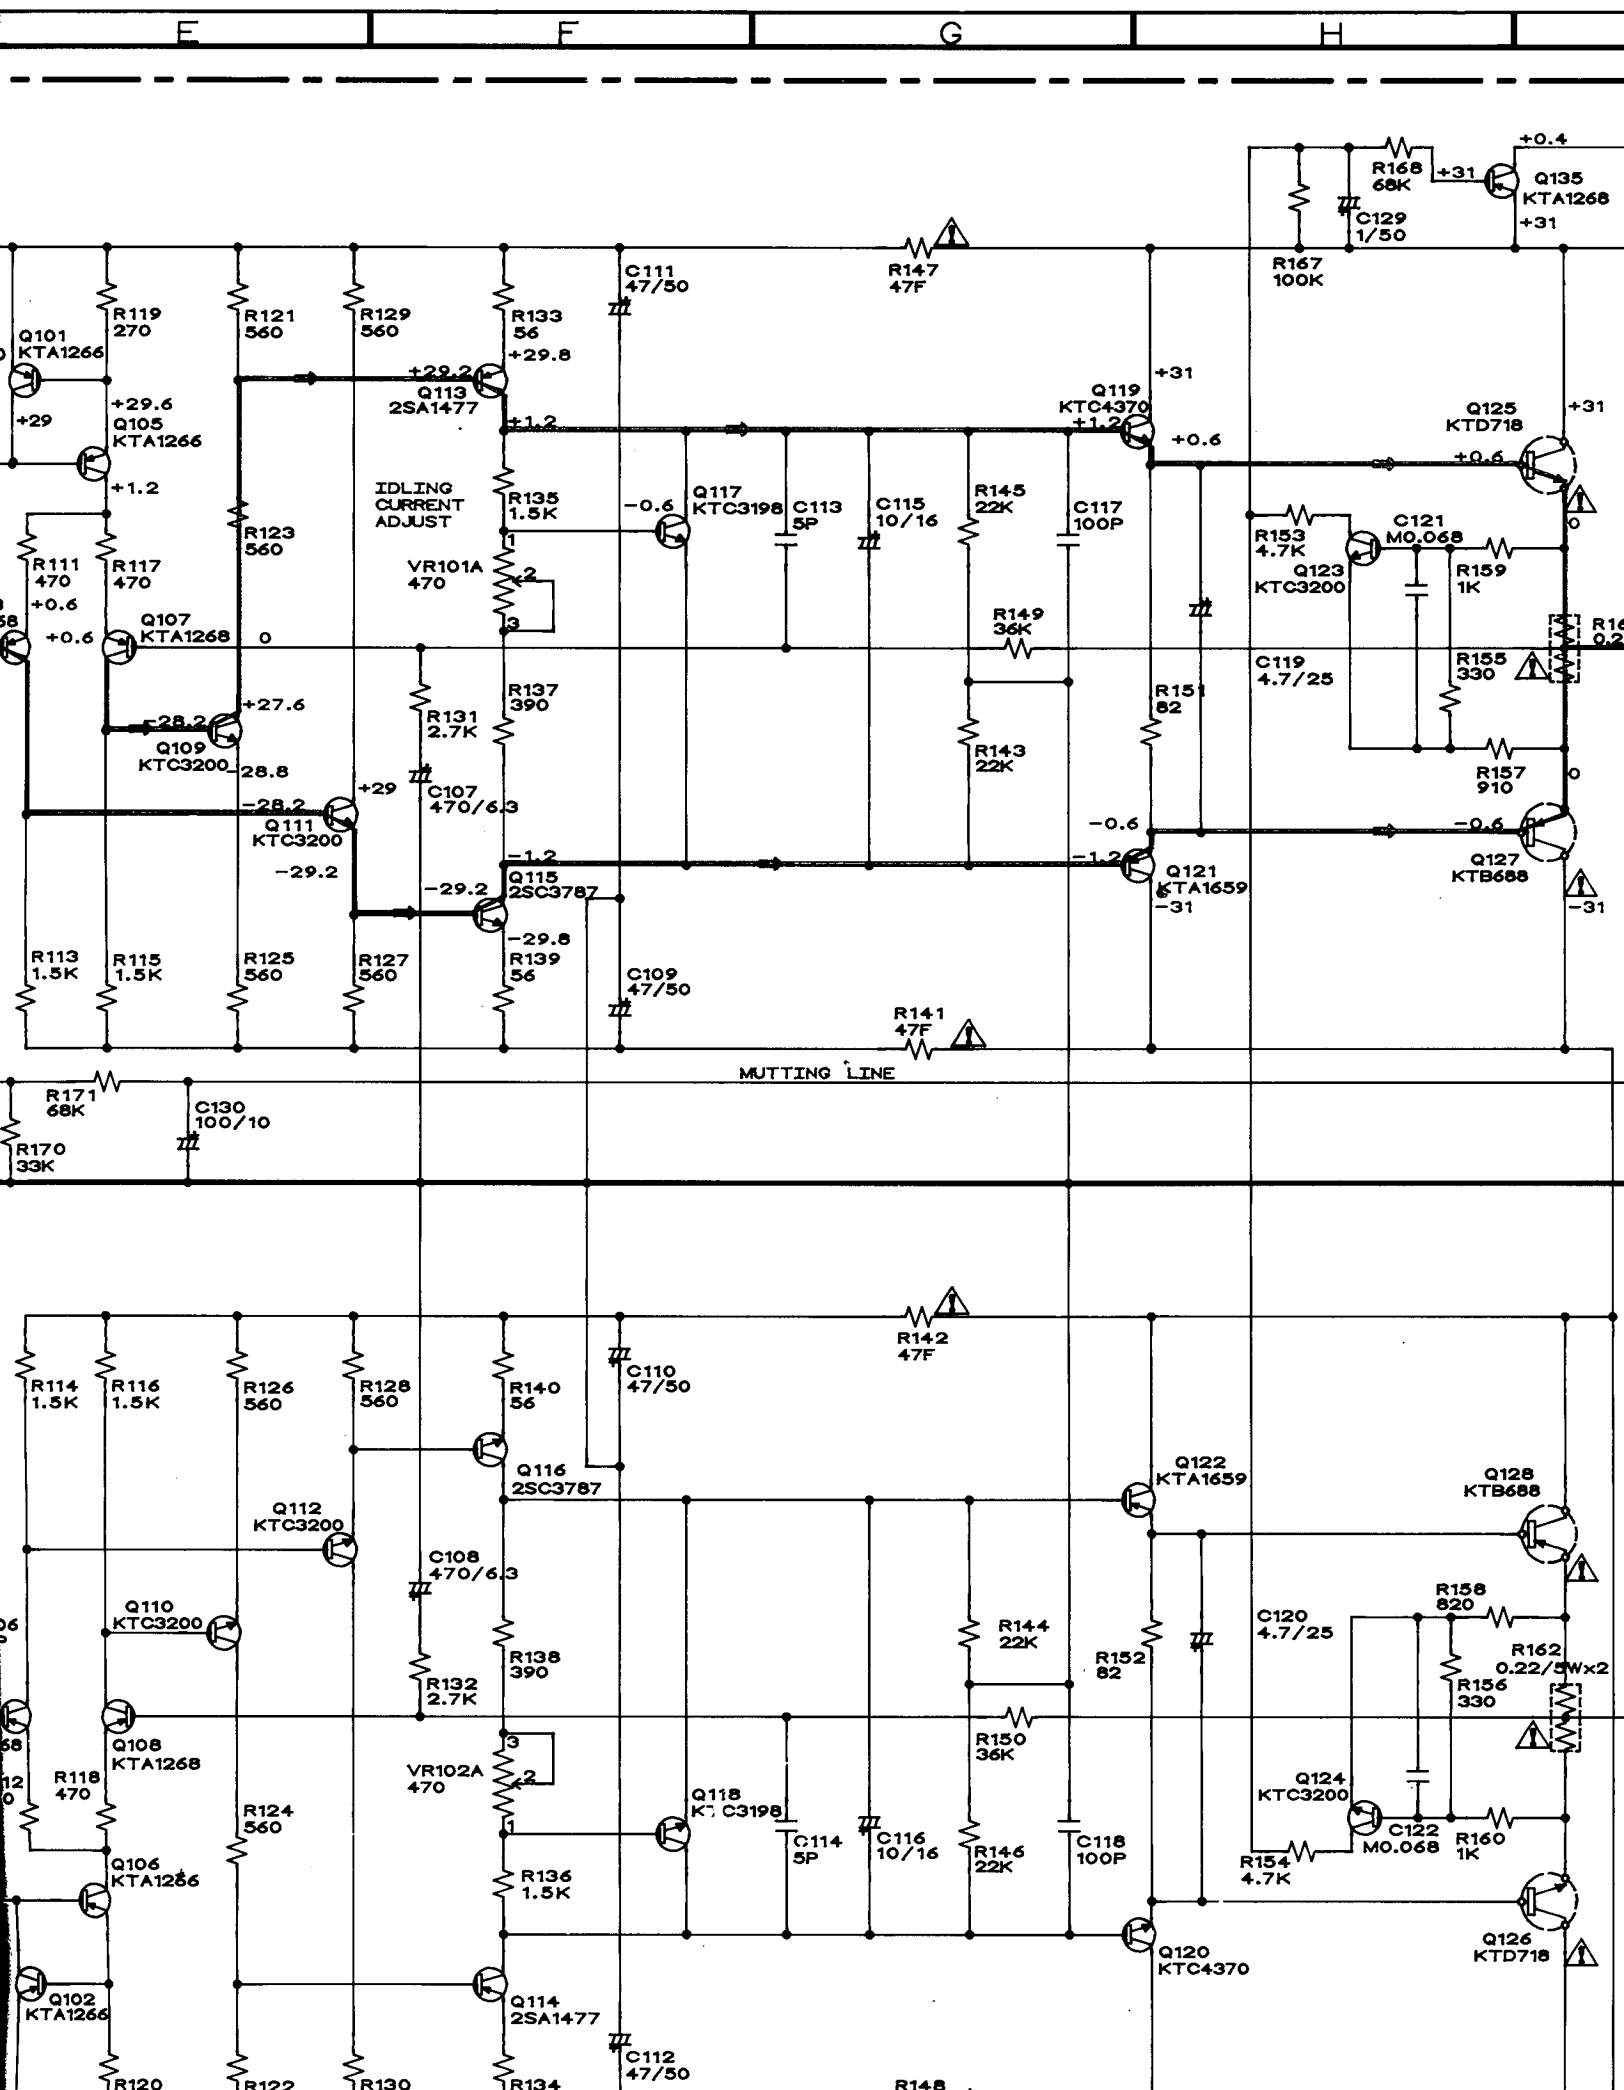 E
F
G
H
+0.4
R168
68K
+31
Q135
KTA1268
C129
1/50
+31
R167
100K
C111
47/50
R147
47F
R119
270
R121
560
R129
560
R133
56
Q101
KTA1266
+29.8
+29.2
Q113
2SA1477
+31
Q119
KTC4370
+1.2
+29
+29.6
Q105
KTA1266
+1.2
+0.6
Q125
KTD718
+31
+0.6
+1.2
IDLING
CURRENT
ADJUST
R135
1.5K
-0.6
Q117
KTC3198
C113
5P
C115
10/16
R145
22K
C117
100P
R123
560
R153
4.7K
C121
M0.068
0
R111
470
R117
470
VR101A
470
1
2
3
Q123
KTC3200
R159
1K
+0.6
+0.6
Q107
KTA1268
0
R149
36K
C119
4.7/25
R155
330
R137
390
R131
2.7K
R151
82
+27.6
-28.2
Q109
KTC3200
-28.8
R143
22K
R157
910
0
+29
C107
470/6.3
-28.2
Q111
KTC3200
-29.2
-0.6
-0.6
-1.2
Q115
2SC3787
-29.2
-1.2
Q121
KTA1659
-31
Q127
KTB688
-31
-29.8
R113
1.5K
R115
1.5K
R125
560
R127
560
R139
56
C109
47/50
R141
47F
MUTTING LINE
R171
68K
C130
100/10
R170
33K
R142
47F
R114
1.5K
R116
1.5K
R126
560
R128
560
R140
56
C110
47/50
Q116
2SC3787
Q122
KTA1659
Q128
KTB688
Q112
KTC3200
C108
470/6.3
Q110
KTC3200
R138
390
R144
22K
R152
82
C120
4.7/25
R158
820
R162
0.22/5Wx2
R156
330
R132
2.7K
Q108
KTA1268
R150
36K
3
2
1
VR102A
470
R118
470
Q118
KTC3198
Q124
KTC3200
R124
560
C114
5P
C116
10/16
R146
22K
C118
100P
C122
M0.068
R160
1K
R154
4.7K
Q106
KTA1266
R136
1.5K
Q120
KTC4370
Q126
KTD718
Q102
KTA1266
Q114
2SA1477
C112
47/50
R120
R122
R130
R134
R148